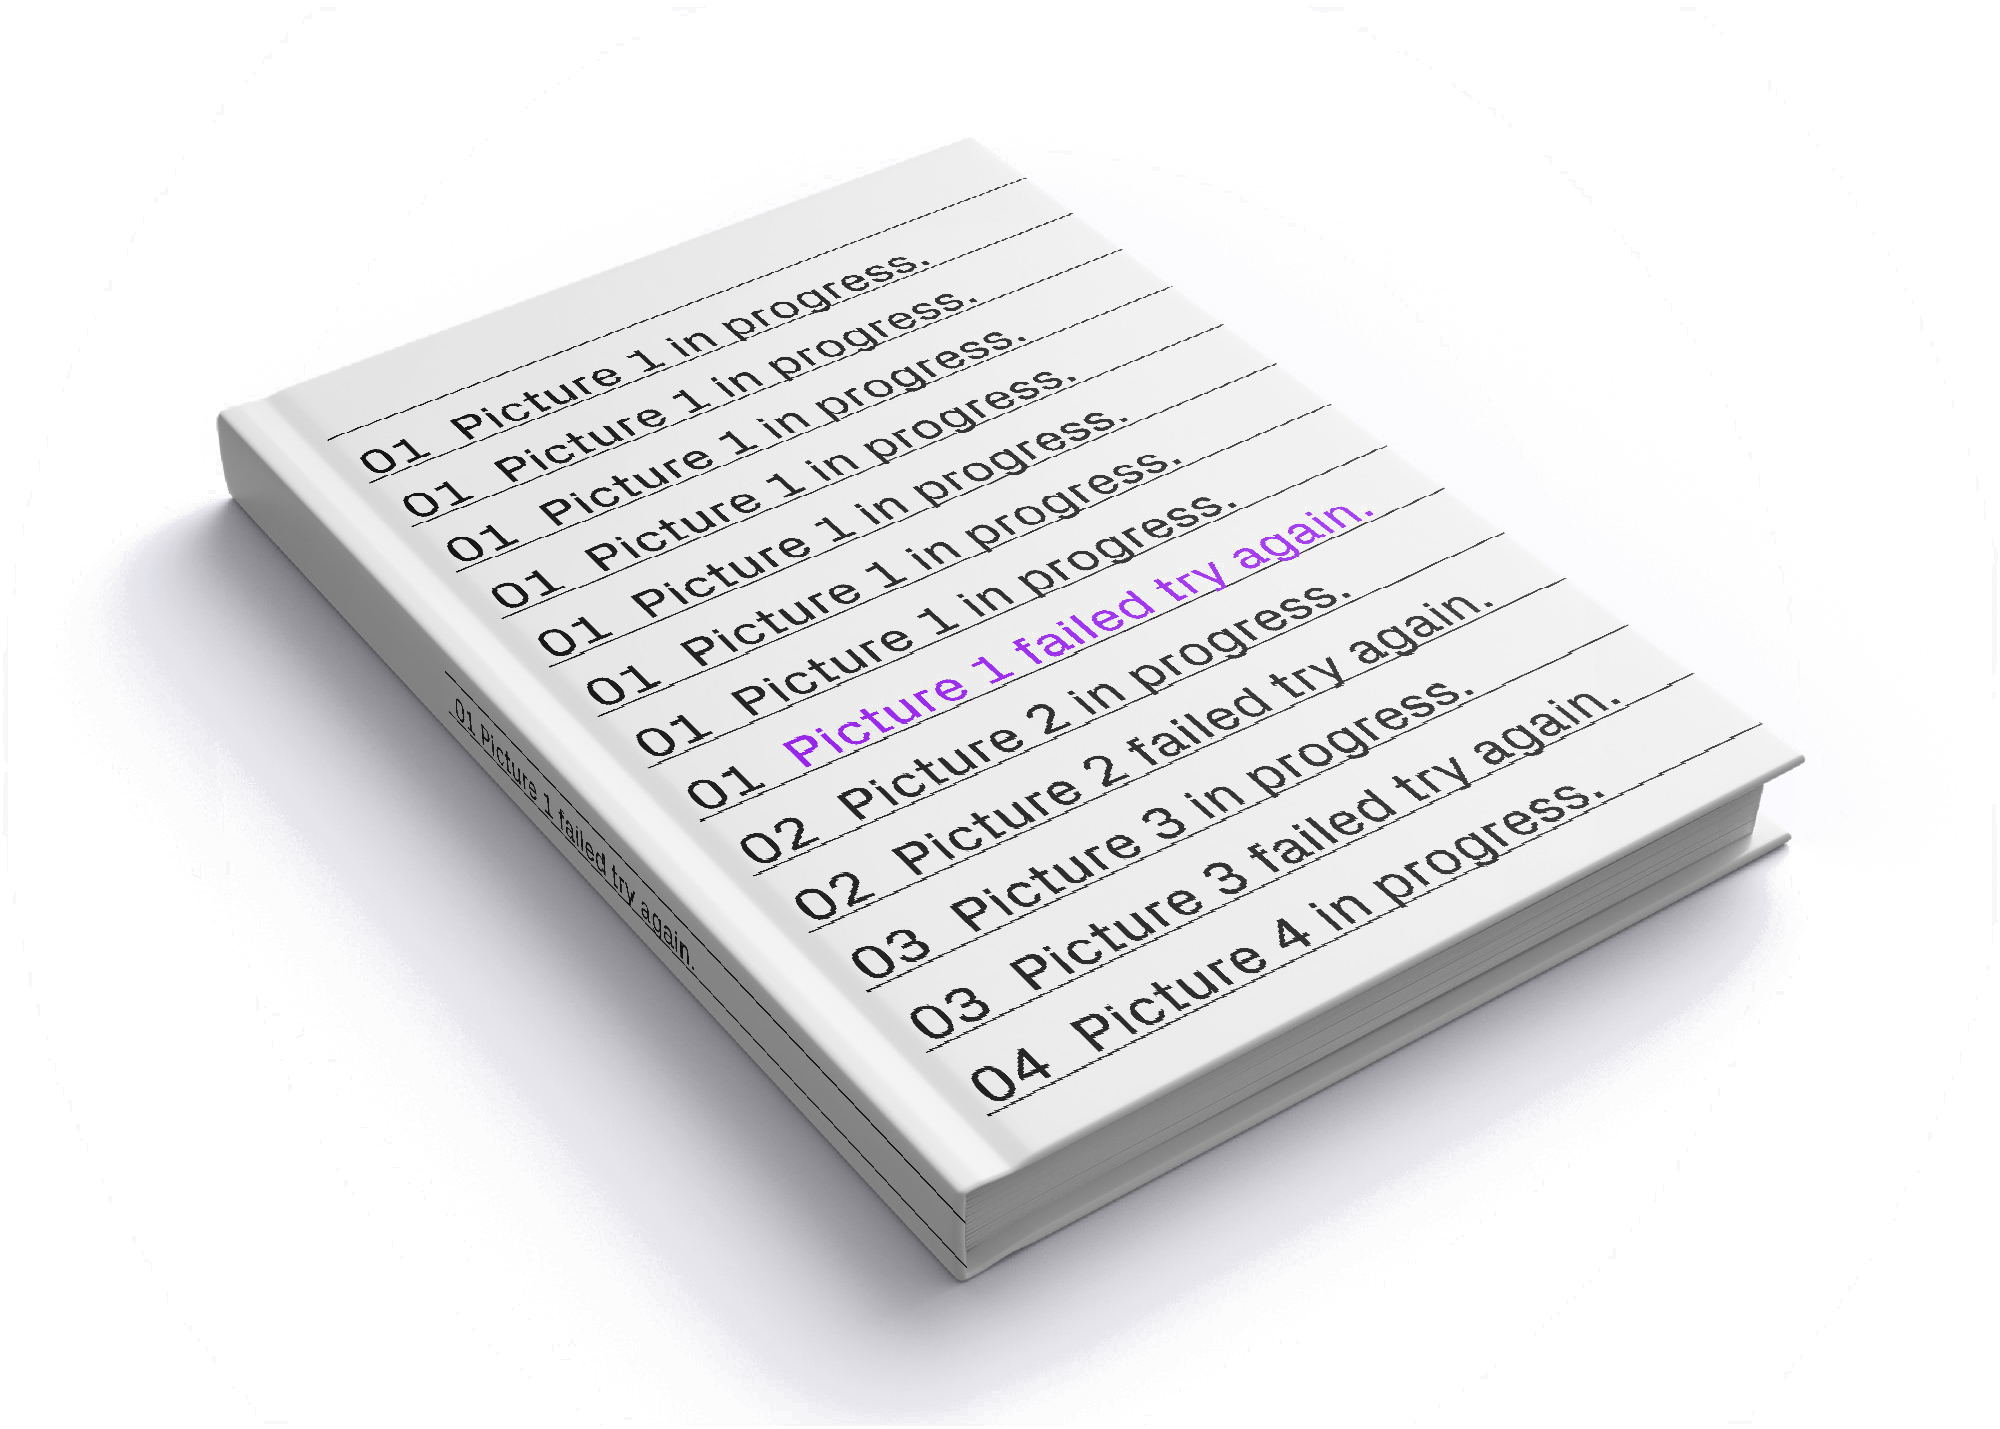 01 Picture 1 in progress.
01 Picture 1 in progress.
01 Picture 1 in progress.
01 Picture 1 in progress.
01 Picture 1 in progress.
01 Picture 1 in progress.
01 Picture 1 in progress.
01 Picture 1 failed try again.
02 Picture 2 in progress.
02 Picture 2 failed try again.
03 Picture 3 in progress.
03 Picture 3 failed try again.
04 Picture 4 in progress.
01 Picture 1 failed try again.